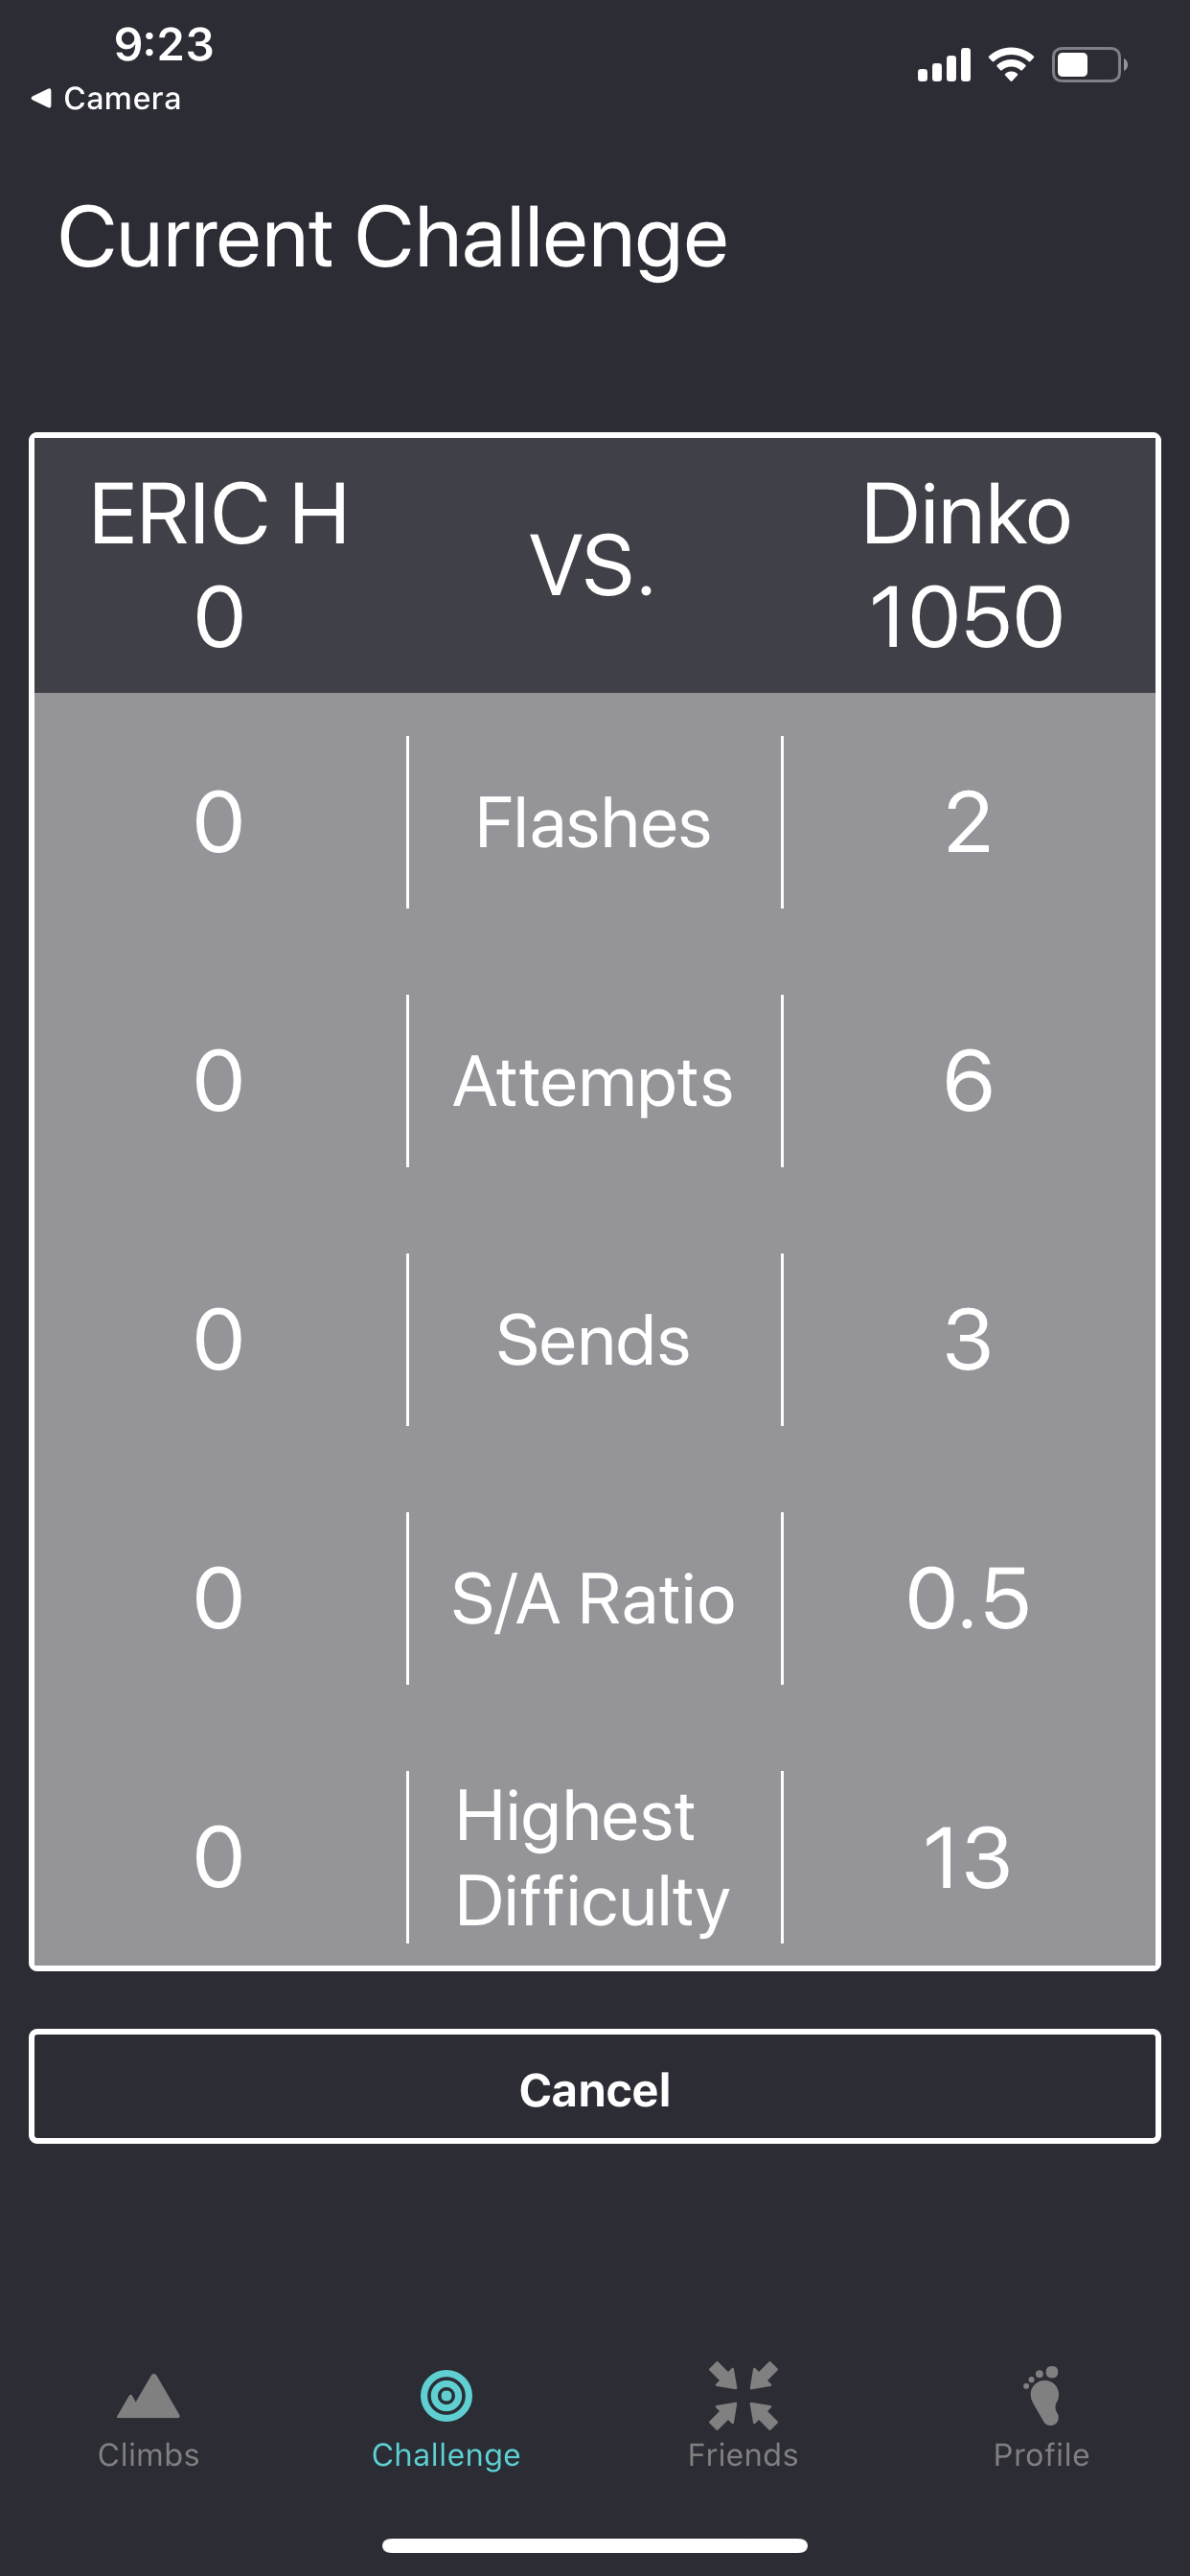 9:23
Camera
Current Challenge
ERIC H
0
VS.
Dinko
1050
0 Flashes 2
0 Attempts 6
0 Sends 3
0 S/A Ratio 0.5
0 Highest Difficulty 13
Cancel
Climbs Challenge Friends Profile